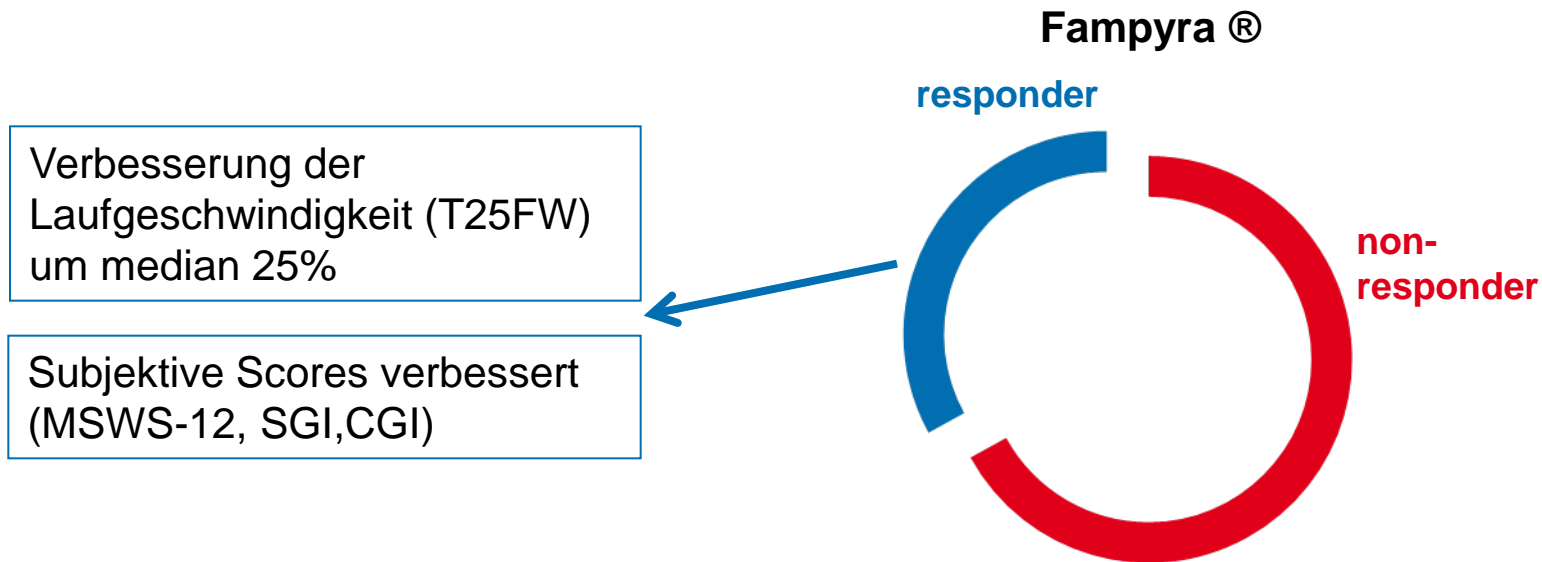 Fampyra ®
responder
Verbesserung der
Laufgeschwindigkeit (T25FW)
um median 25%
non-
responder
Subjektive Scores verbessert
(MSWS-12, SGI,CGI)